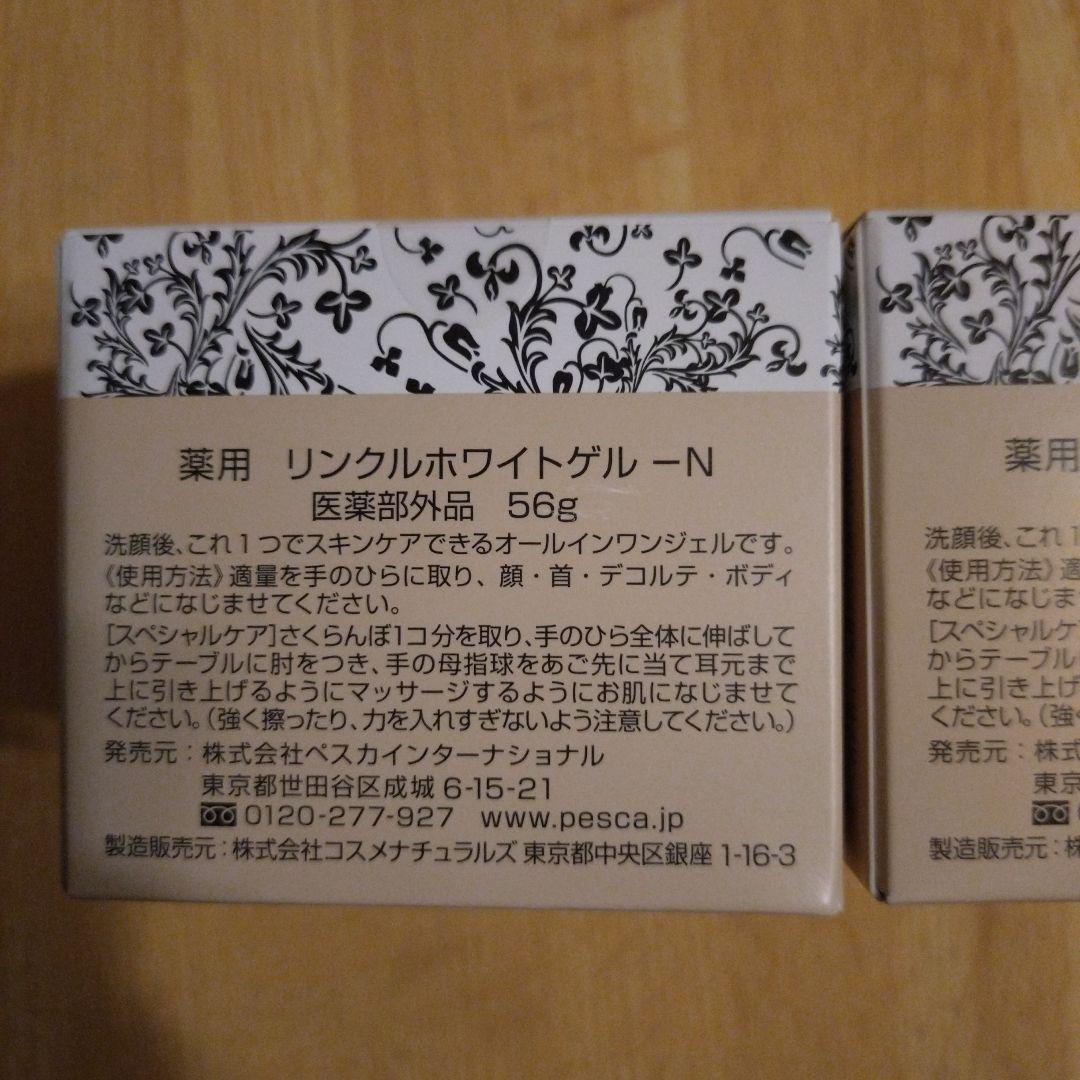 薬用　リンクルホワイトゲル －N
医薬部外品　56g
洗顔後、これ1つでスキンケアできるオールインワンジェルです。
《使用方法》適量を手のひらに取り、顔・首・デコルテ・ボディ
などになじませてください。
[スペシャルケア]さくらんぼ1コ分を取り、手のひら全体に伸ばして
からテーブルに肘をつき、手の母指球をあご先に当て耳元まで
上に引き上げるようにマッサージするようにお肌になじませて
ください。（強く擦ったり、力を入れすぎないよう注意してください。）
発売元：株式会社ペスカインターナショナル
東京都世田谷区成城 6-15-21
0120-277-927　www.pesca.jp
製造販売元：株式会社コスメナチュラルズ 東京都中央区銀座 1-16-3
薬用
洗顔後、これ1
《使用方法》適
などになじま
[スペシャルケ
からテーブル
上に引き上げ
ください。（強
発売元：株式
東京
製造販売元：株